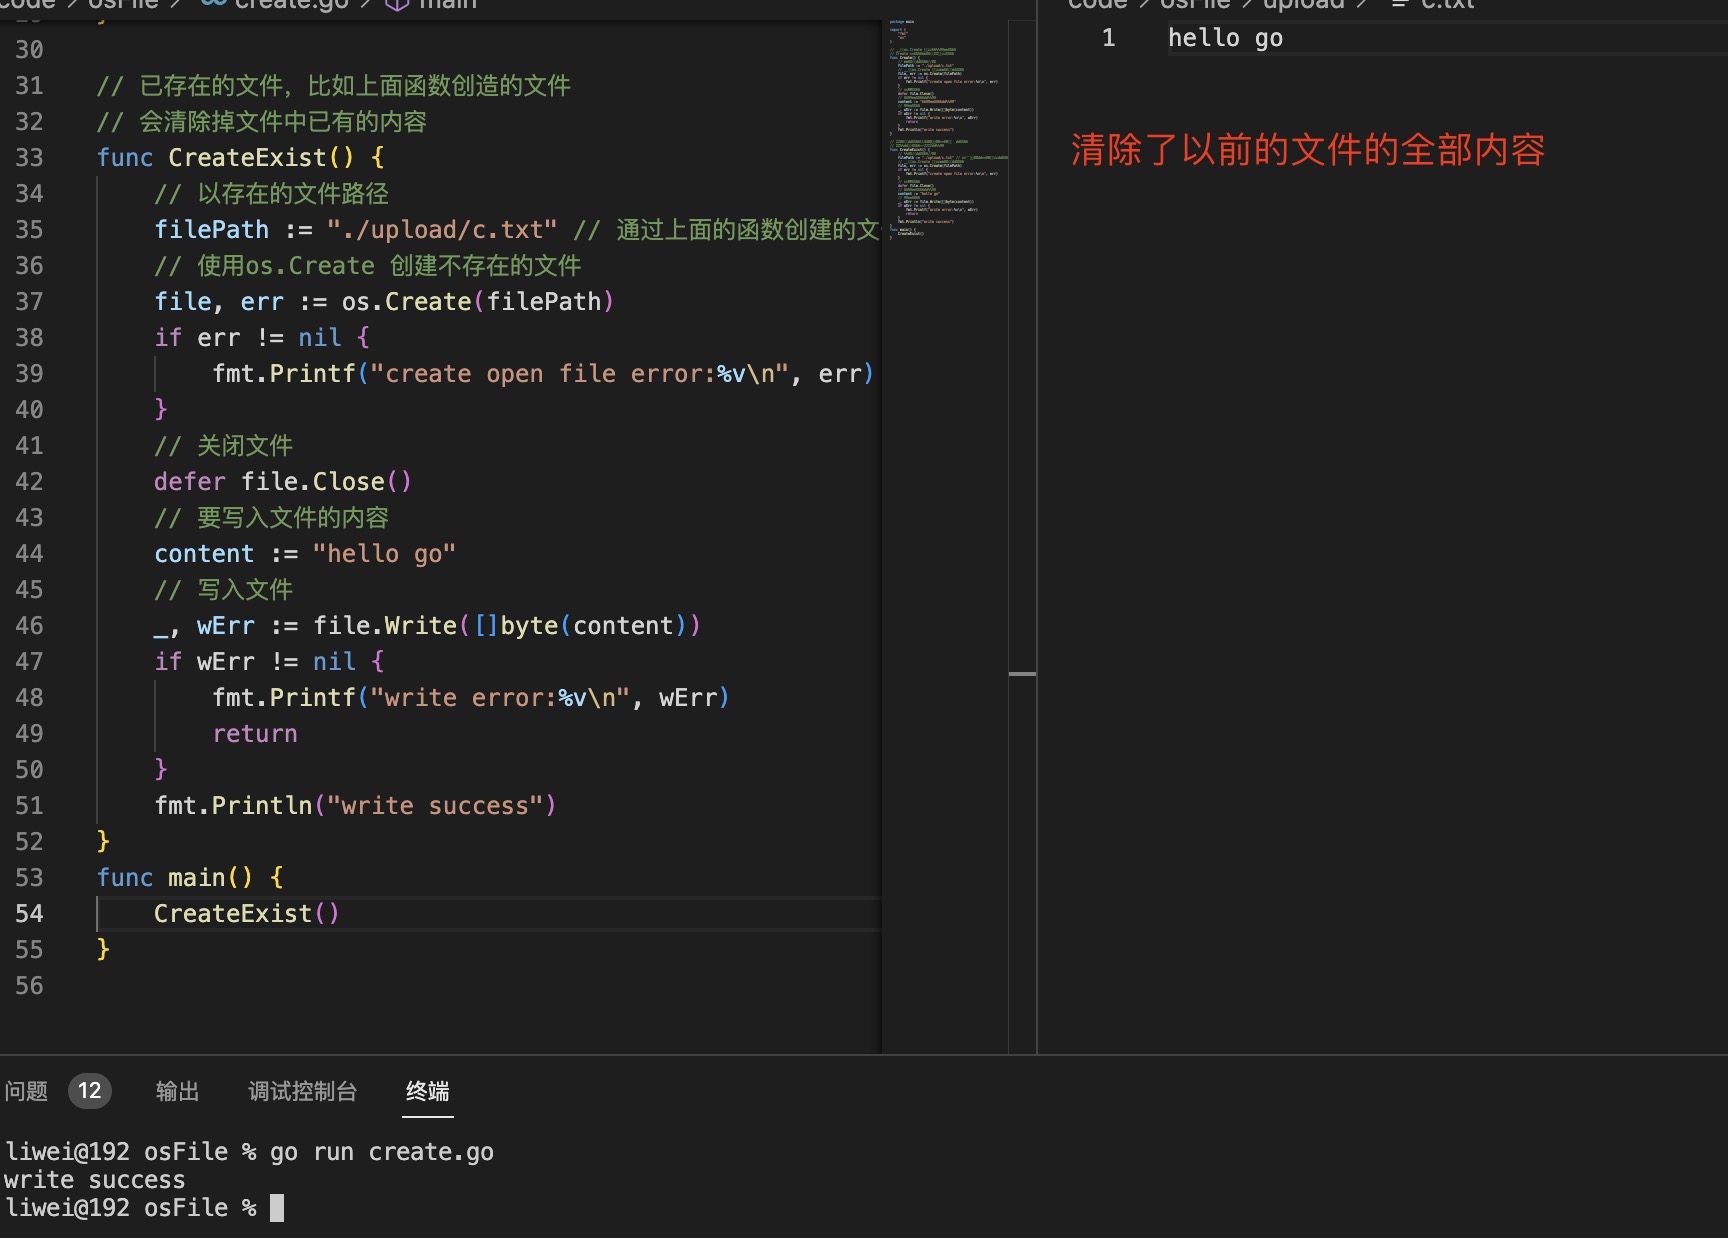 code > osFile > create.go > main
30
31 // 已存在的文件，比如上面函数创造的文件
32 // 会清除掉文件中已有的内容
33 func CreateExist() {
34 // 以存在的文件路径
35 filePath := "./upload/c.txt" // 通过上面的函数创建的文
36 // 使用os.Create 创建不存在的文件
37 file, err := os.Create(filePath)
38 if err != nil {
39 fmt.Printf("create open file error:%v\n", err)
40 }
41 // 关闭文件
42 defer file.Close()
43 // 要写入文件的内容
44 content := "hello go"
45 // 写入文件
46 _, wErr := file.Write([]byte(content))
47 if wErr != nil {
48 fmt.Printf("write error:%v\n", wErr)
49 return
50 }
51 fmt.Println("write success")
52 }
53 func main() {
54 CreateExist()
55 }
56
code > osFile > upload > c.txt
1 hello go
清除了以前的文件的全部内容
问题 12 输出 调试控制台 终端
liwei@192 osFile % go run create.go
write success
liwei@192 osFile %